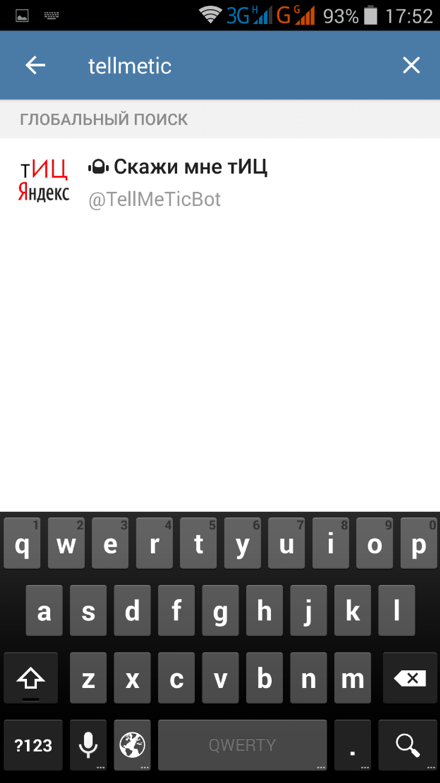 3G H G G 93% 17:52
tellmetic
ГЛОБАЛЬНЫЙ ПОИСК
тИЦ
Яндекс
Скажи мне тИЦ
@TellMeTicBot
1 2 3 4 5 6 7 8 9 0
q w e r t y u i o p
a s d f g h j k l
z x c v b n m
?123 QWERTY .